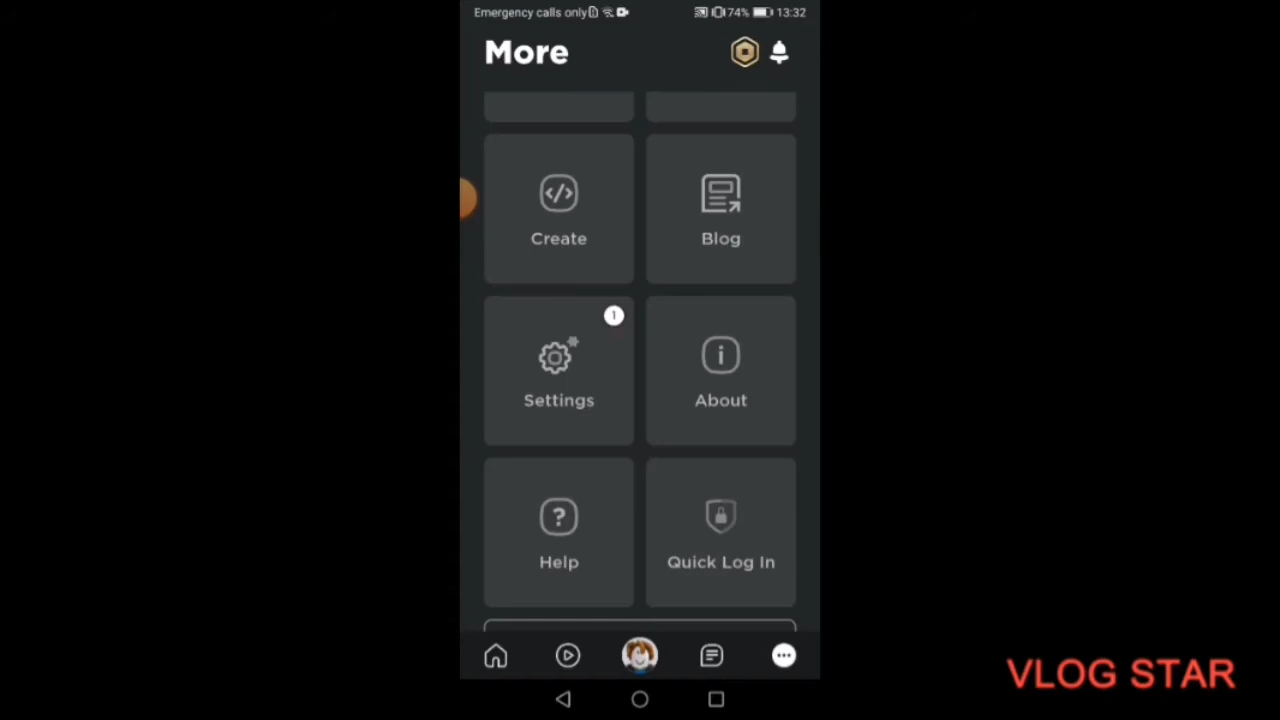 Emergency calls only
74%
13:32
More
Create
Blog
1
Settings
About
Help
Quick Log In
VLOG STAR